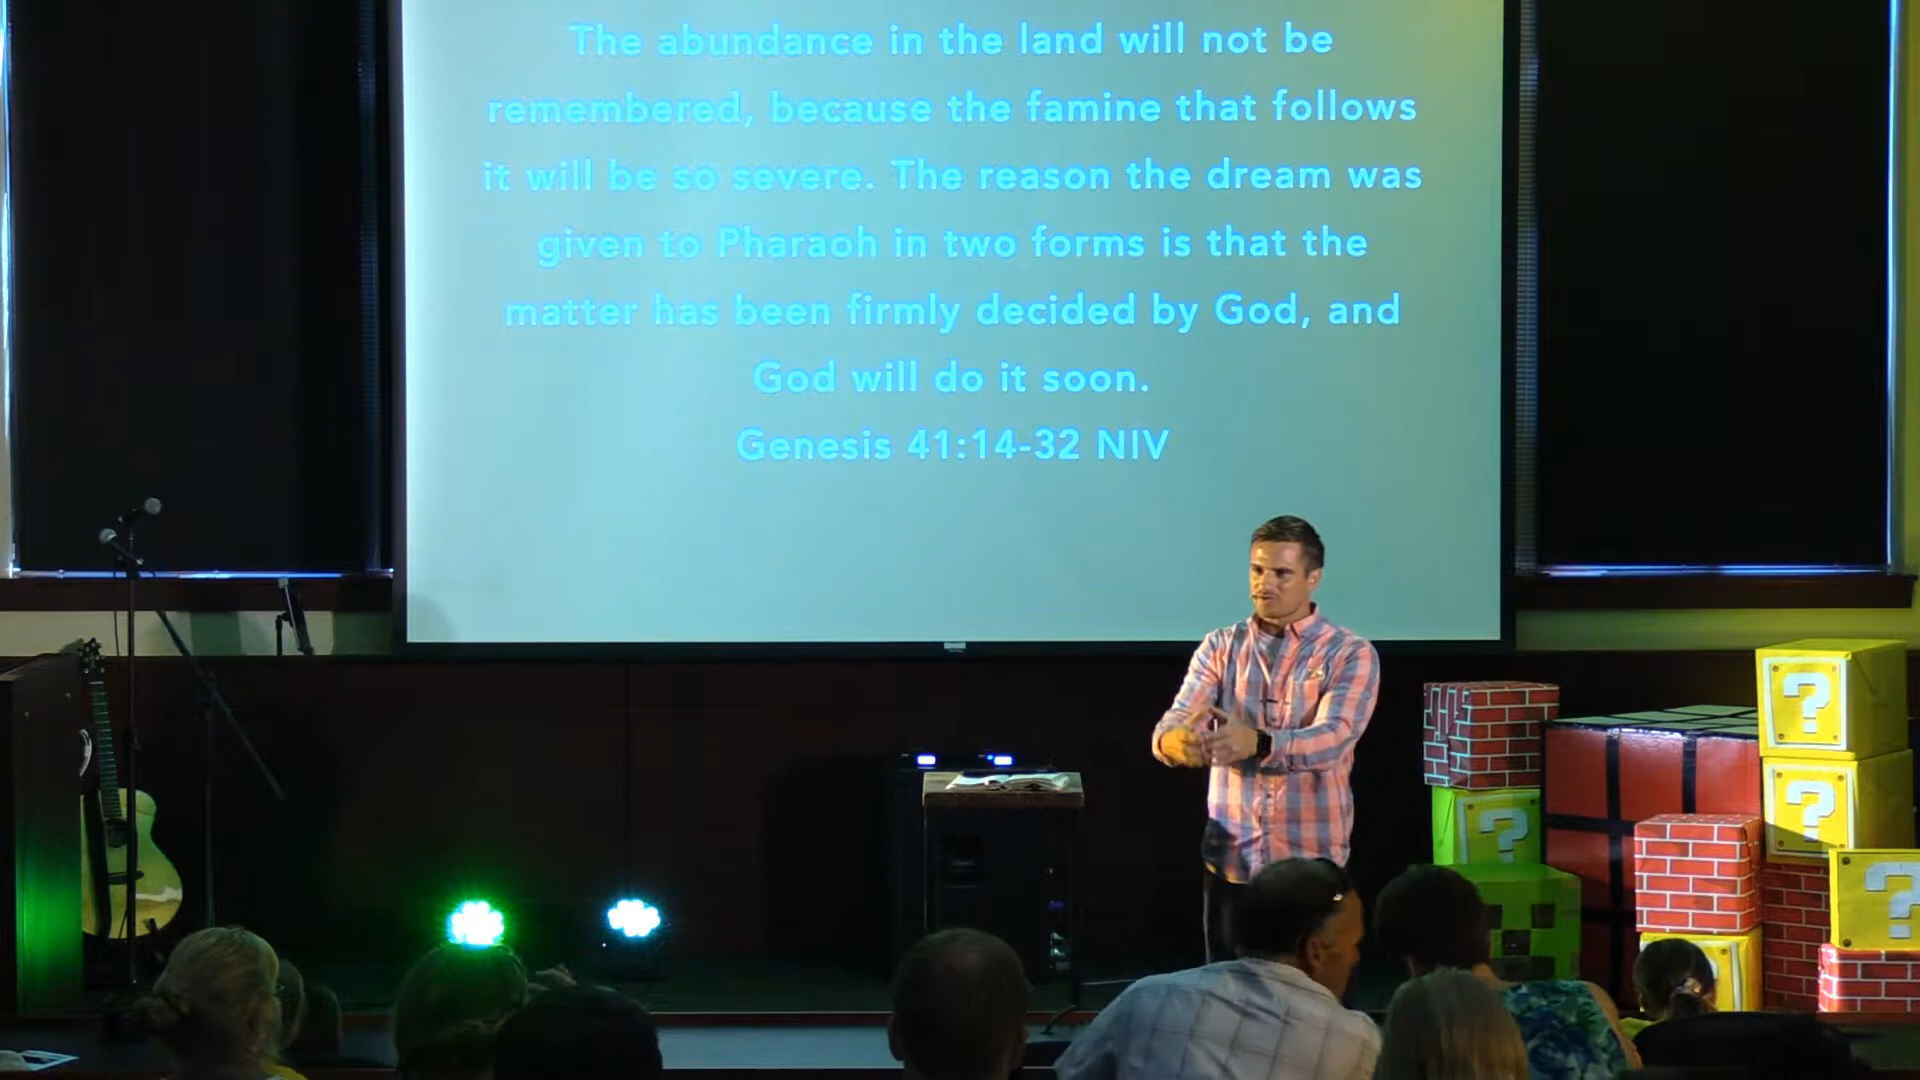 The abundance in the land will not be
remembered, because the famine that follows
it will be so severe. The reason the dream was
given to Pharaoh in two forms is that the
matter has been firmly decided by God, and
God will do it soon.
Genesis 41:14-32 NIV
?
?
?
?